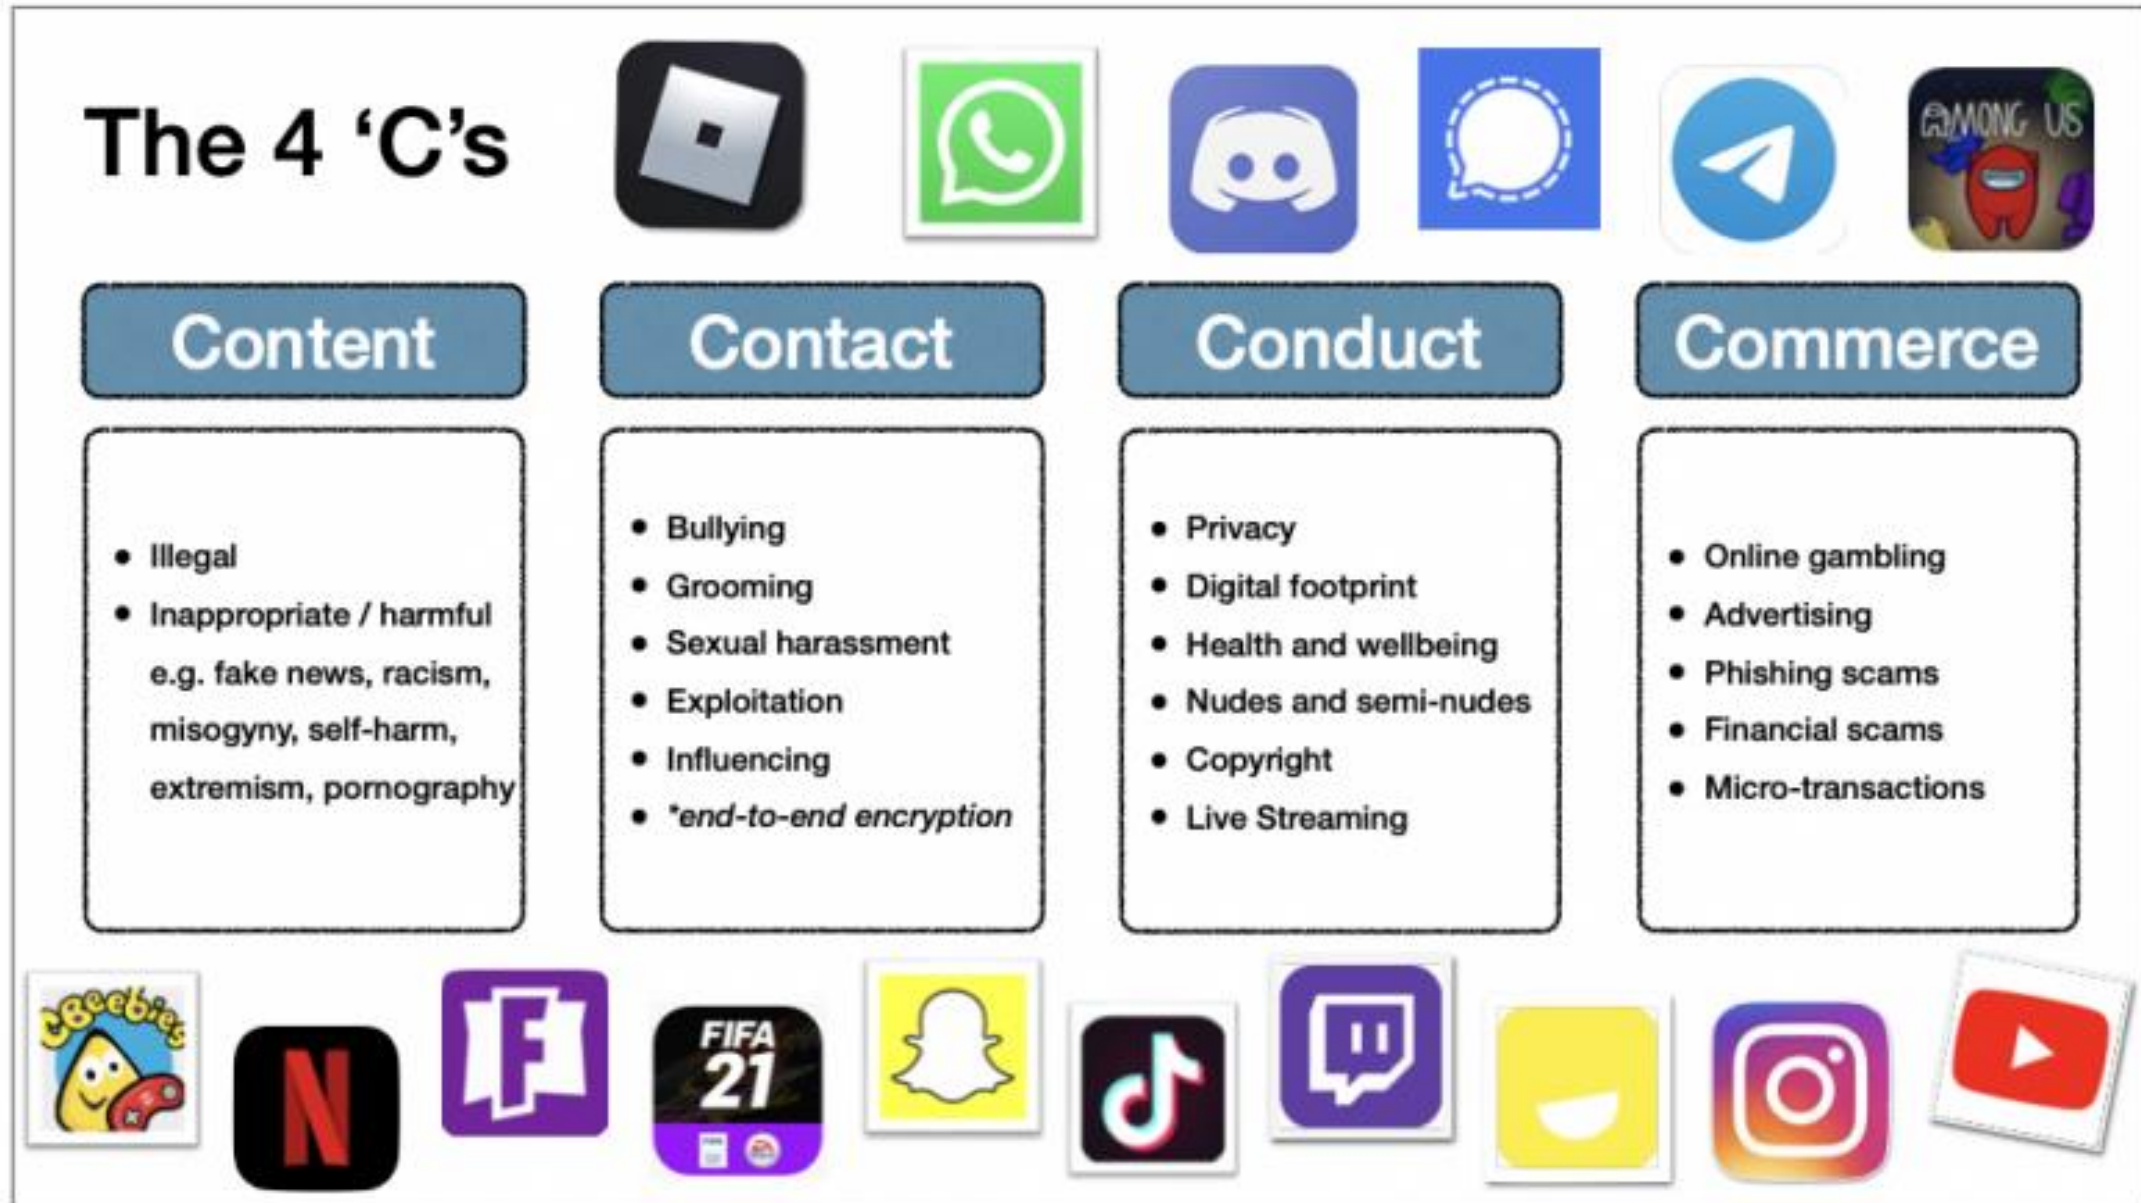 The 4 ‘C’s
AMONG US
Content
Contact
Conduct
Commerce
• Illegal
• Inappropriate / harmful
e.g. fake news, racism,
misogyny, self-harm,
extremism, pornography
• Bullying
• Grooming
• Sexual harassment
• Exploitation
• Influencing
• *end-to-end encryption
• Privacy
• Digital footprint
• Health and wellbeing
• Nudes and semi-nudes
• Copyright
• Live Streaming
• Online gambling
• Advertising
• Phishing scams
• Financial scams
• Micro-transactions
CBeebies
N
F
FIFA
21